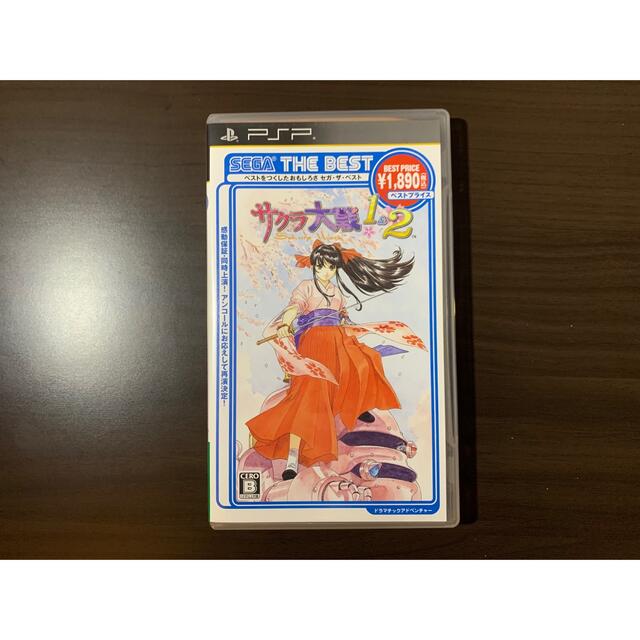 PSP
SEGA THE BEST
ベストをつくしたおもしろさ セガ・ザ・ベスト
BEST PRICE
¥1,890(税込)
ベストプライス
サクラ大戦1&2
感動保証・同時上演!アンコールにお応えして再演決定!
CERO
B
ドラマチックアドベンチャー